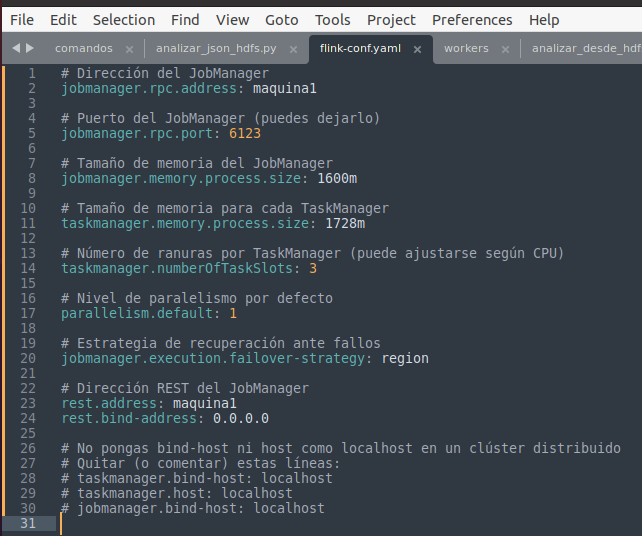 File Edit Selection Find View Goto Tools Project Preferences Help
comandos × analizar_json_hdfs.py × flink-conf.yaml × workers × analizar_desde_hdf
1 # Dirección del JobManager
2 jobmanager.rpc.address: maquina1
3
4 # Puerto del JobManager (puedes dejarlo)
5 jobmanager.rpc.port: 6123
6
7 # Tamaño de memoria del JobManager
8 jobmanager.memory.process.size: 1600m
9
10 # Tamaño de memoria para cada TaskManager
11 taskmanager.memory.process.size: 1728m
12
13 # Número de ranuras por TaskManager (puede ajustarse según CPU)
14 taskmanager.numberOfTaskSlots: 3
15
16 # Nivel de paralelismo por defecto
17 parallelism.default: 1
18
19 # Estrategia de recuperación ante fallos
20 jobmanager.execution.failover-strategy: region
21
22 # Dirección REST del JobManager
23 rest.address: maquina1
24 rest.bind-address: 0.0.0.0
25
26 # No pongas bind-host ni host como localhost en un clúster distribuido
27 # Quitar (o comentar) estas líneas:
28 # taskmanager.bind-host: localhost
29 # taskmanager.host: localhost
30 # jobmanager.bind-host: localhost
31